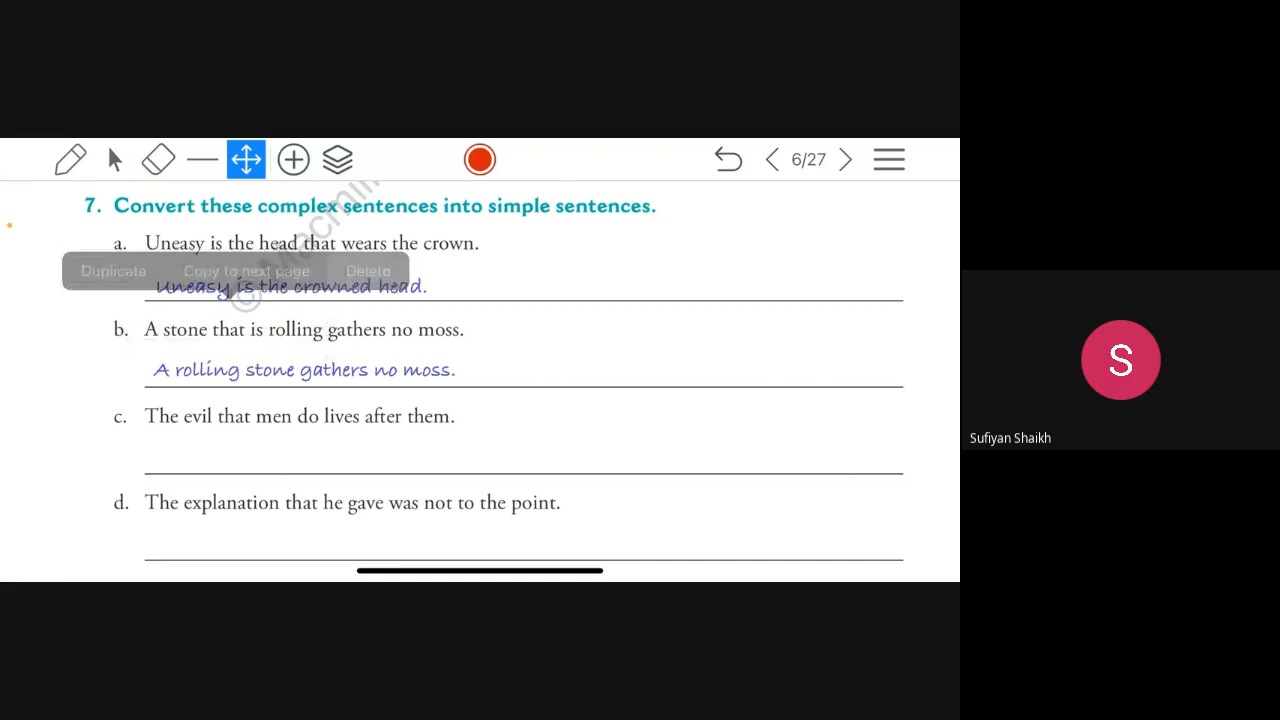 6/27
7. Convert these complex sentences into simple sentences.
a. Uneasy is the head that wears the crown.
Duplicate Copy to next page Delete
Uneasy is the crowned head.
b. A stone that is rolling gathers no moss.
A rolling stone gathers no moss.
c. The evil that men do lives after them.
d. The explanation that he gave was not to the point.
S
Sufiyan Shaikh